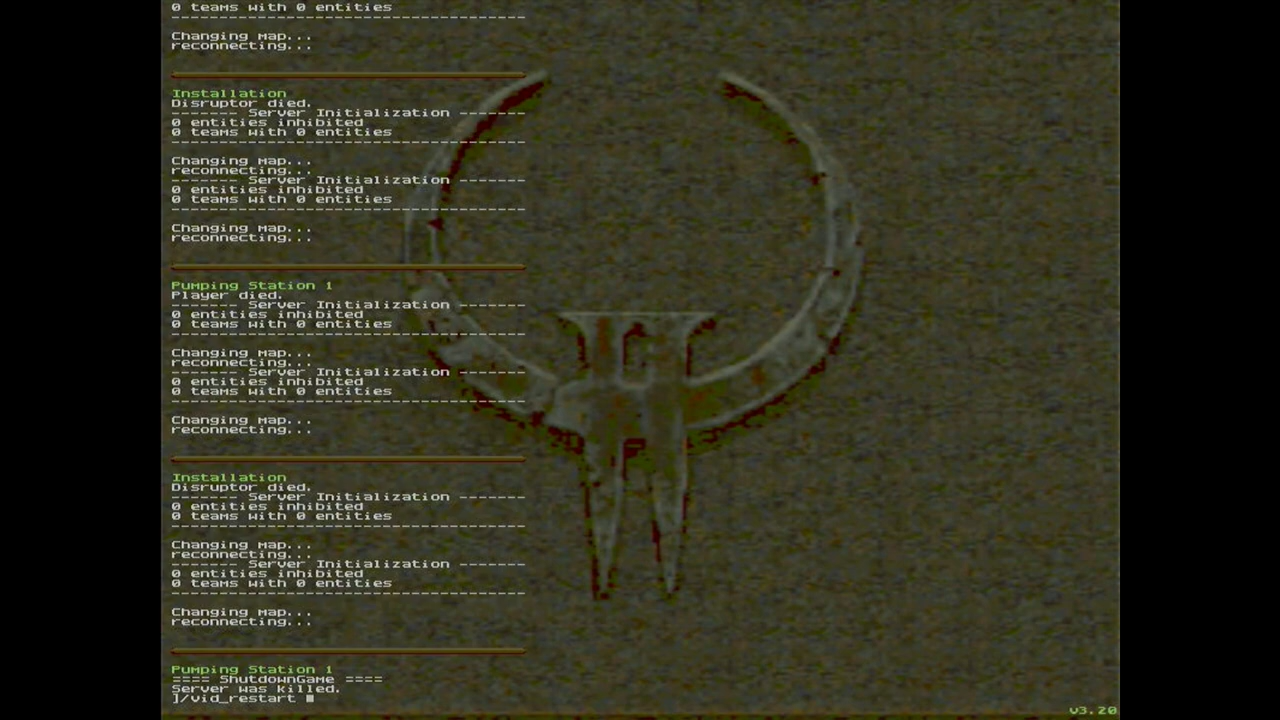 0 teams with 0 entities
-------------------------------------
Changing map...
reconnecting...
Installation
Disruptor died.
------- Server Initialization -------
0 entities inhibited
0 teams with 0 entities
-------------------------------------
Changing map...
reconnecting...
------- Server Initialization -------
0 entities inhibited
0 teams with 0 entities
-------------------------------------
Changing map...
reconnecting...
Pumping Station 1
Player died.
------- Server Initialization -------
0 entities inhibited
0 teams with 0 entities
-------------------------------------
Changing map...
reconnecting...
------- Server Initialization -------
0 entities inhibited
0 teams with 0 entities
-------------------------------------
Changing map...
reconnecting...
Installation
Disruptor died.
------- Server Initialization -------
0 entities inhibited
0 teams with 0 entities
-------------------------------------
Changing map...
reconnecting...
------- Server Initialization -------
0 entities inhibited
0 teams with 0 entities
-------------------------------------
Changing map...
reconnecting...
Pumping Station 1
==== ShutdownGame ====
Server was killed.
]/vid_restart
v3.20